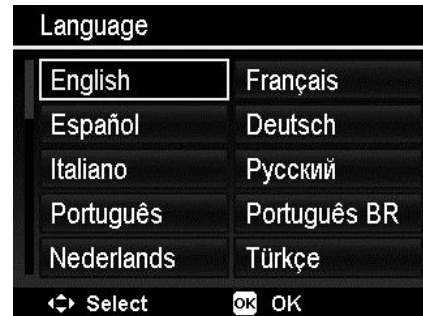 Language
English Français
Español Deutsch
Italiano Русский
Português Português BR
Nederlands Türkçe
Select OK OK